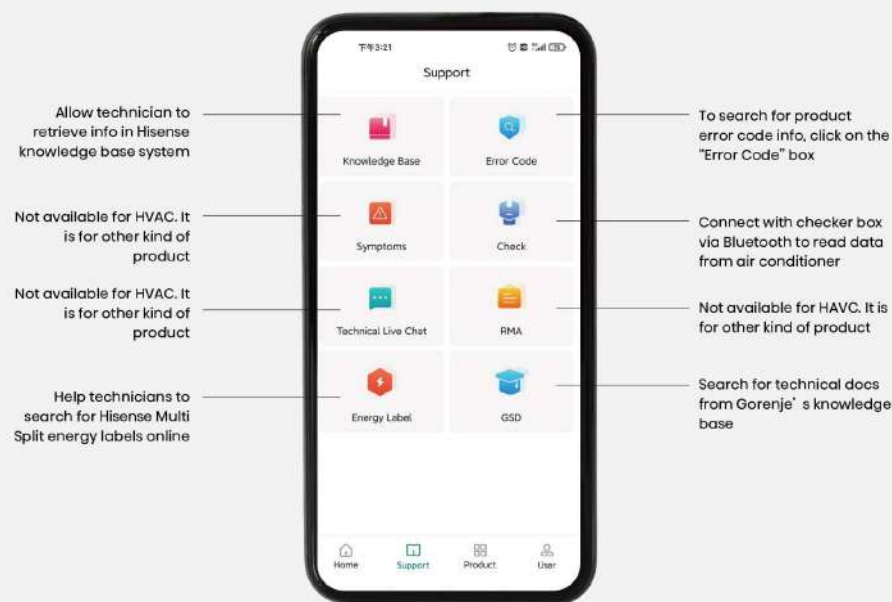 下午3:21
Support
Allow technician to
retrieve info in Hisense
knowledge base system
Knowledge Base
Error Code
To search for product
error code info, click on the
"Error Code" box
Not available for HVAC. It
is for other kind of
product
Symptoms
Check
Connect with checker box
via Bluetooth to read data
from air conditioner
Not available for HVAC. It
is for other kind of
product
Technical Live Chat
RMA
Not available for HAVC. It is
for other kind of product
Help technicians to
search for Hisense Multi
Split energy labels online
Energy Label
GSD
Search for technical docs
from Gorenje' s knowledge
base
Home
Support
Product
User